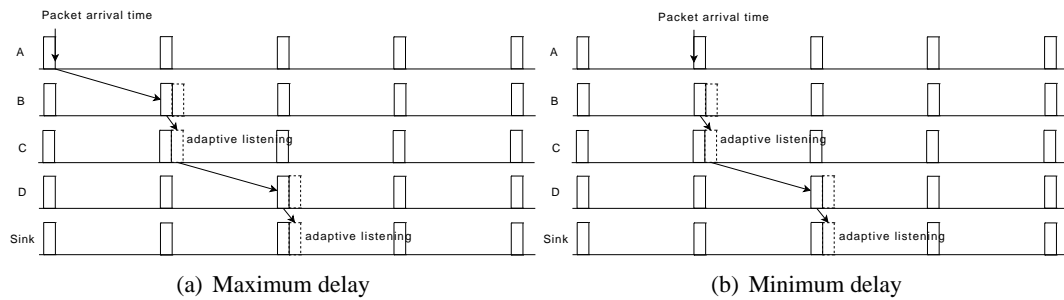 Packet arrival time
A
B
adaptive listening
C
D
adaptive listening
Sink
(a) Maximum delay
Packet arrival time
A
B
adaptive listening
C
D
adaptive listening
Sink
(b) Minimum delay